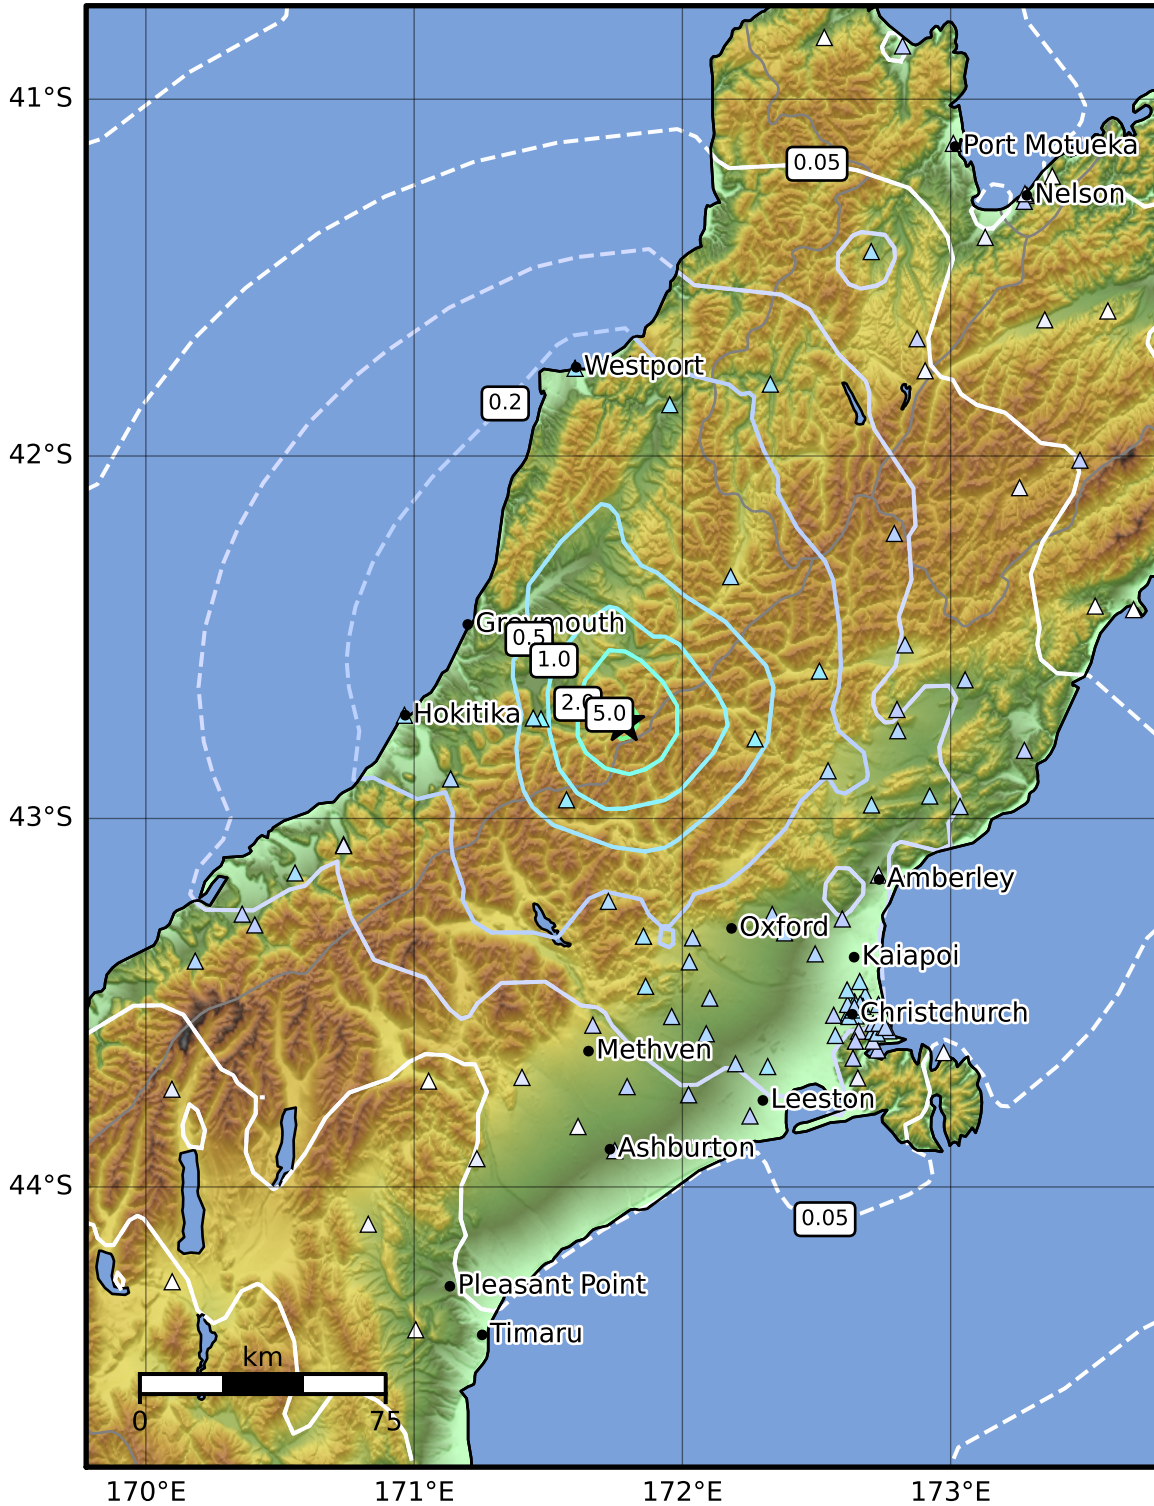 41°S
0.05
Port Motueka
Nelson
Westport
0.2
42°S
Greymouth
0.5
1.0
2.0
5.0
Hokitika
43°S
Amberley
Oxford
Kaiapoi
Christchurch
Methven
Leeston
Ashburton
44°S
0.05
Pleasant Point
Timaru
km
0 75
170°E 171°E 172°E 173°E